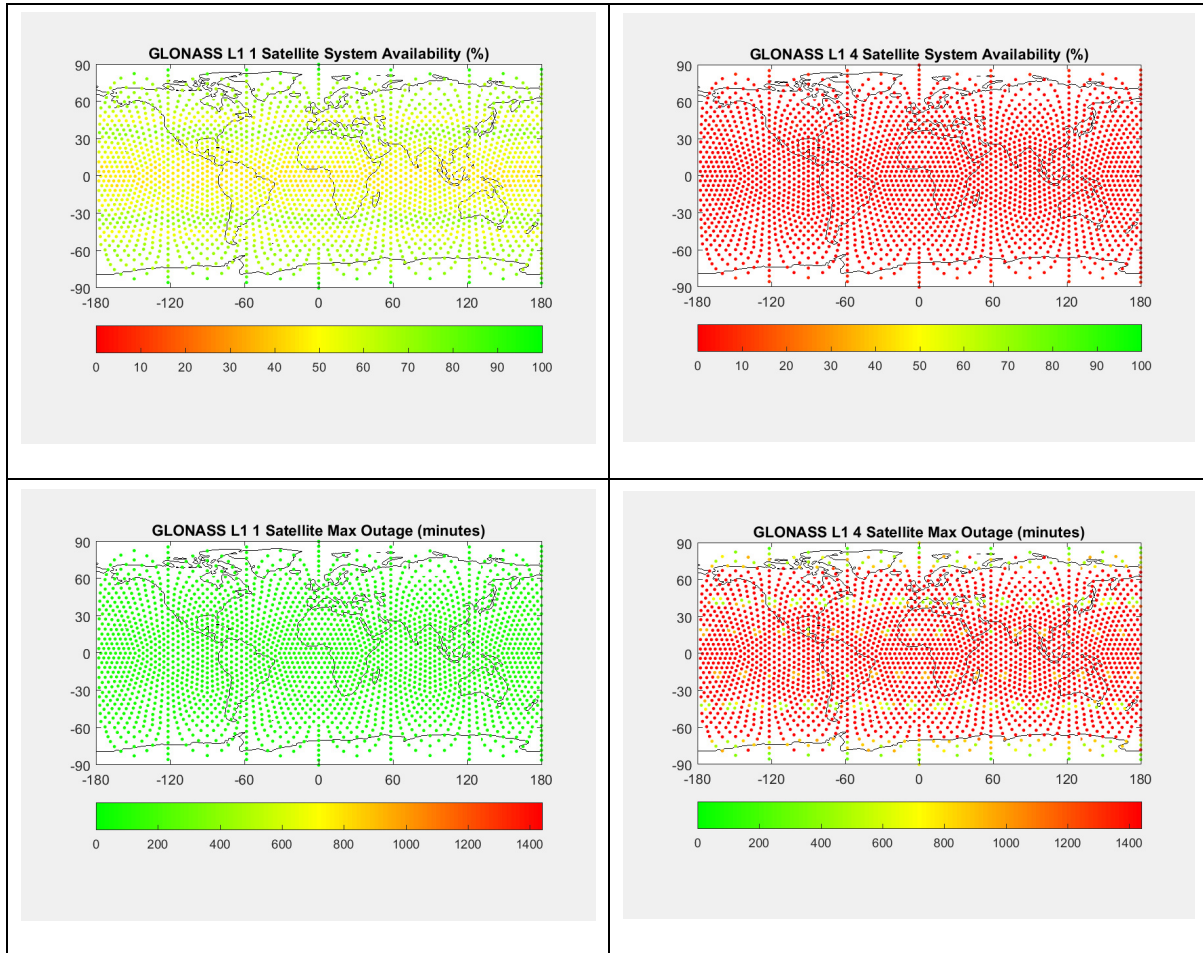 GLONASS L1 1 Satellite System Availability (%)
90
60
30
0
-30
-60
-90
-180 -120 -60 0 60 120 180
0 10 20 30 40 50 60 70 80 90 100
GLONASS L1 4 Satellite System Availability (%)
90
60
30
0
-30
-60
-90
-180 -120 -60 0 60 120 180
0 10 20 30 40 50 60 70 80 90 100
GLONASS L1 1 Satellite Max Outage (minutes)
90
60
30
0
-30
-60
-90
-180 -120 -60 0 60 120 180
0 200 400 600 800 1000 1200 1400
GLONASS L1 4 Satellite Max Outage (minutes)
90
60
30
0
-30
-60
-90
-180 -120 -60 0 60 120 180
0 200 400 600 800 1000 1200 1400